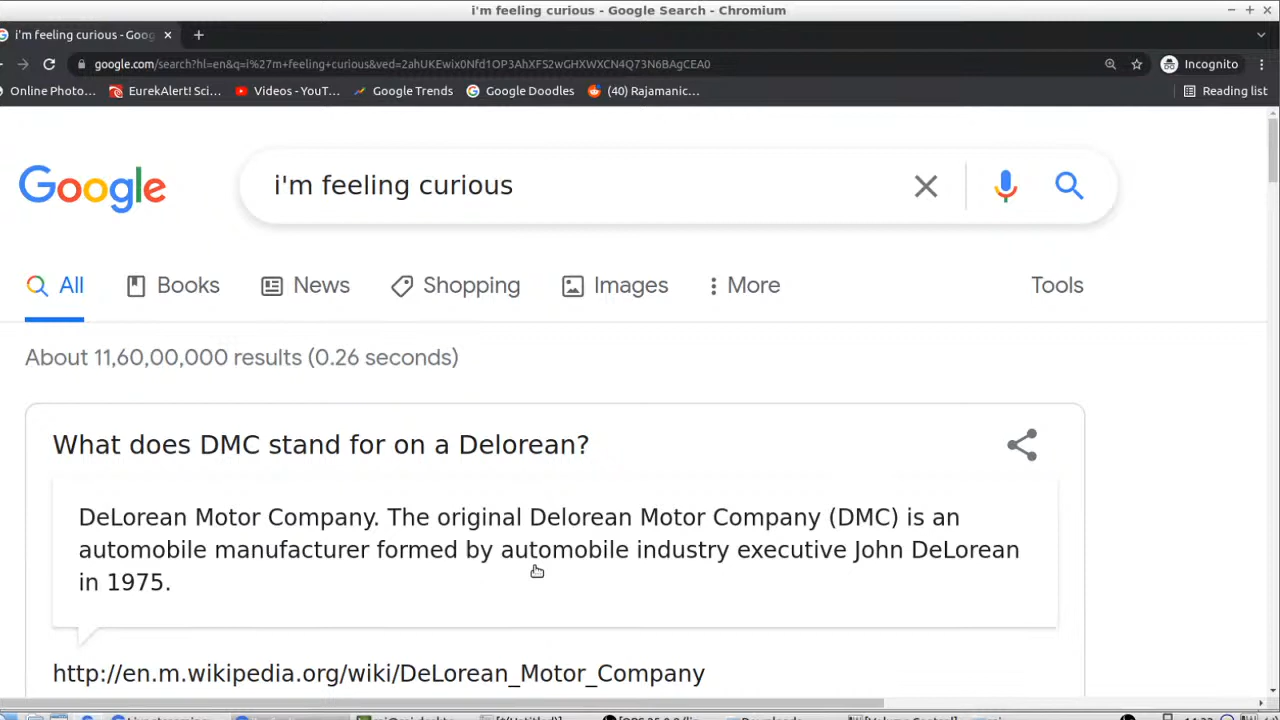 i'm feeling curious - Google Search - Chromium
i'm feeling curious - Goog
google.com/search?hl=en&q=i%27m+feeling+curious&ved=2ahUKEwix0Nfd1OP3AhXFS2wGHXWXCN4Q73N6BAgCEA0
Incognito
Online Photo... EurekAlert! Sci... Videos - YouT... Google Trends Google Doodles (40) Rajamanic... Reading list
Google i'm feeling curious
All Books News Shopping Images More Tools
About 11,60,00,000 results (0.26 seconds)
What does DMC stand for on a Delorean?
DeLorean Motor Company. The original Delorean Motor Company (DMC) is an
automobile manufacturer formed by automobile industry executive John DeLorean
in 1975.
http://en.m.wikipedia.org/wiki/DeLorean_Motor_Company